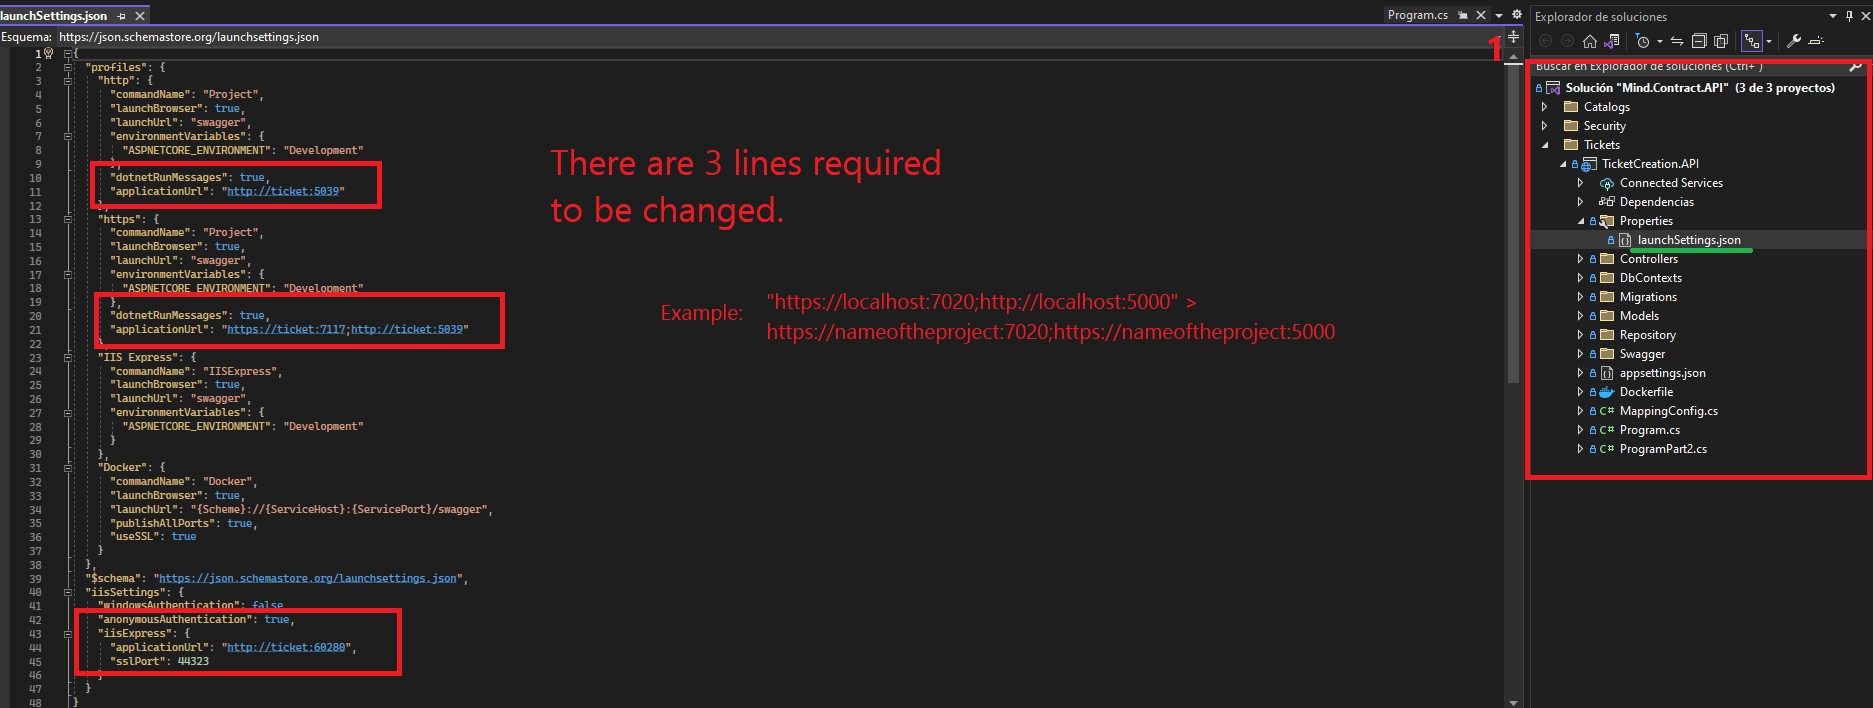 launchSettings.json
Program.cs
Explorador de soluciones
Esquema: https://json.schemastore.org/launchsettings.json
1
Buscar en Explorador de soluciones (Ctrl+ )
1 {
2 "profiles": {
3 "http": {
4 "commandName": "Project",
5 "launchBrowser": true,
6 "launchUrl": "swagger",
7 "environmentVariables": {
8 "ASPNETCORE_ENVIRONMENT": "Development"
9 },
10 "dotnetRunMessages": true,
11 "applicationUrl": "http://ticket:5039"
12 },
13 "https": {
14 "commandName": "Project",
15 "launchBrowser": true,
16 "launchUrl": "swagger",
17 "environmentVariables": {
18 "ASPNETCORE_ENVIRONMENT": "Development"
19 },
20 "dotnetRunMessages": true,
21 "applicationUrl": "https://ticket:7117;http://ticket:5039"
22 },
23 "IIS Express": {
24 "commandName": "IISExpress",
25 "launchBrowser": true,
26 "launchUrl": "swagger",
27 "environmentVariables": {
28 "ASPNETCORE_ENVIRONMENT": "Development"
29 }
30 },
31 "Docker": {
32 "commandName": "Docker",
33 "launchBrowser": true,
34 "launchUrl": "{Scheme}://{ServiceHost}:{ServicePort}/swagger",
35 "publishAllPorts": true,
36 "useSSL": true
37 }
38 },
39 "$schema": "https://json.schemastore.org/launchsettings.json",
40 "iisSettings": {
41 "windowsAuthentication": false
42 "anonymousAuthentication": true,
43 "iisExpress": {
44 "applicationUrl": "http://ticket:60280",
45 "sslPort": 44323
46 }
47 }
48 }
There are 3 lines required
to be changed.
Example:
"https://localhost:7020;http://localhost:5000" >
https://nameoftheproject:7020;https://nameoftheproject:5000
Solución "Mind.Contract.API" (3 de 3 proyectos)
Catalogs
Security
Tickets
TicketCreation.API
Connected Services
Dependencias
Properties
launchSettings.json
Controllers
DbContexts
Migrations
Models
Repository
Swagger
appsettings.json
Dockerfile
C# MappingConfig.cs
C# Program.cs
C# ProgramPart2.cs